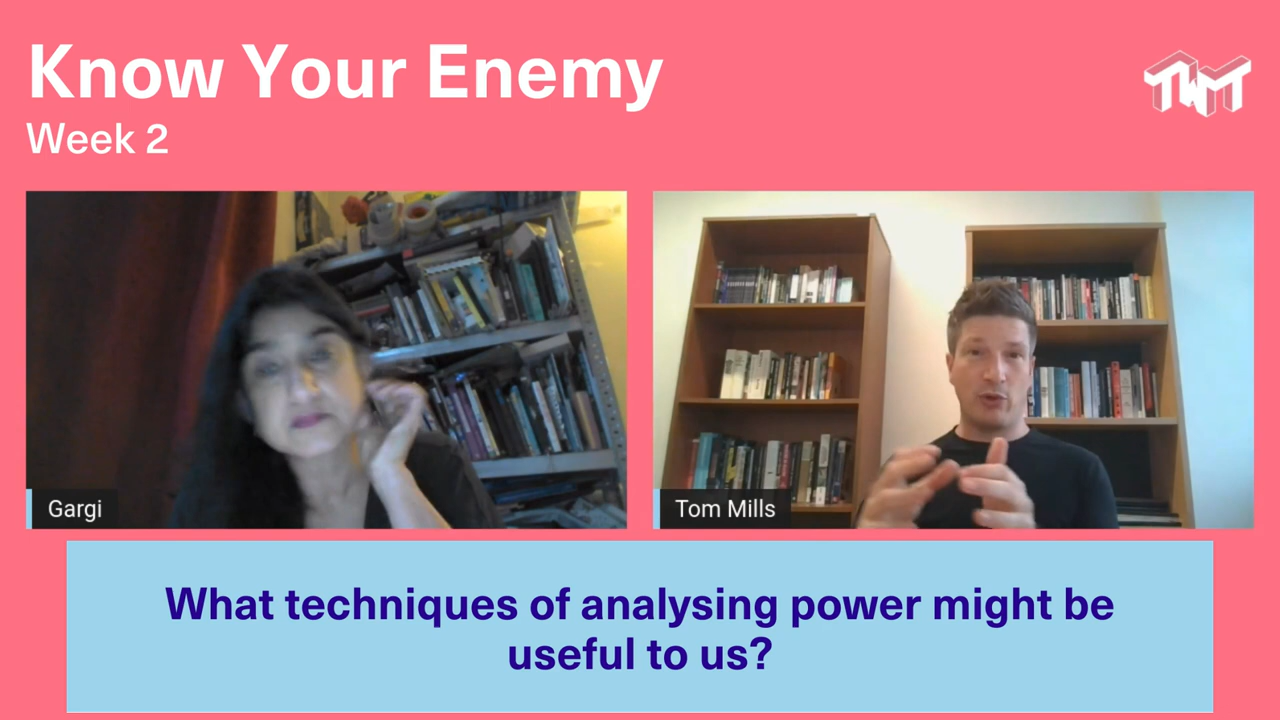 Know Your Enemy
TWT
Week 2
Gargi
Tom Mills
What techniques of analysing power might be
useful to us?